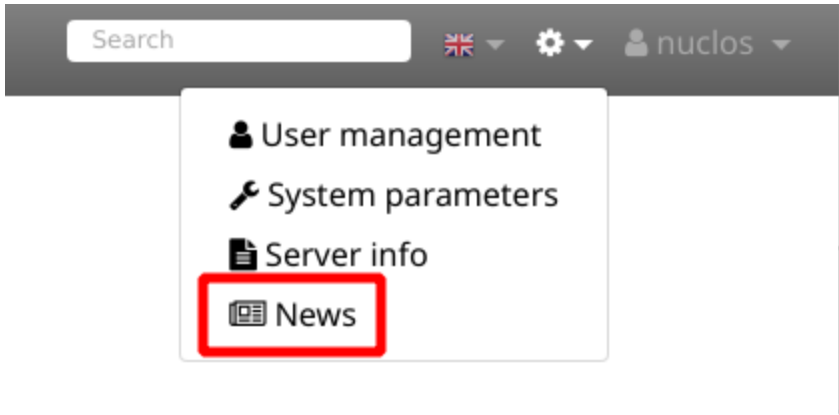 Search
nuclos
User management
System parameters
Server info
News